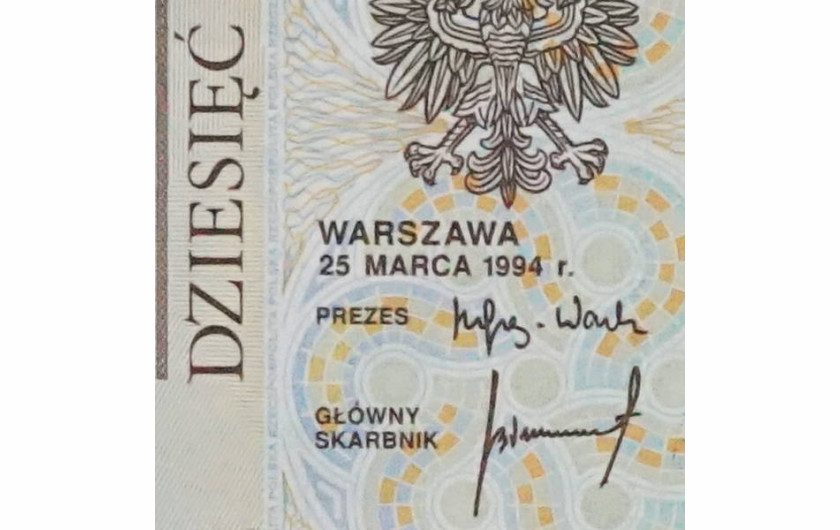 DZIESIĘĆ
WARSZAWA
25 MARCA 1994 r.
PREZES
GŁÓWNY
SKARBNIK